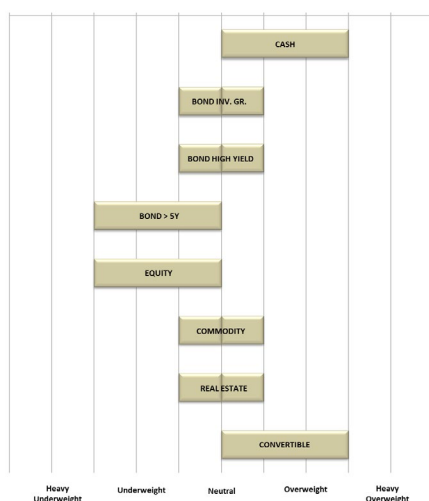 CASH
BOND INV. GR.
BOND HIGH YIELD
BOND > 5Y
EQUITY
COMMODITY
REAL ESTATE
CONVERTIBLE
Heavy Underweight Underweight Neutral Overweight Heavy Overweight